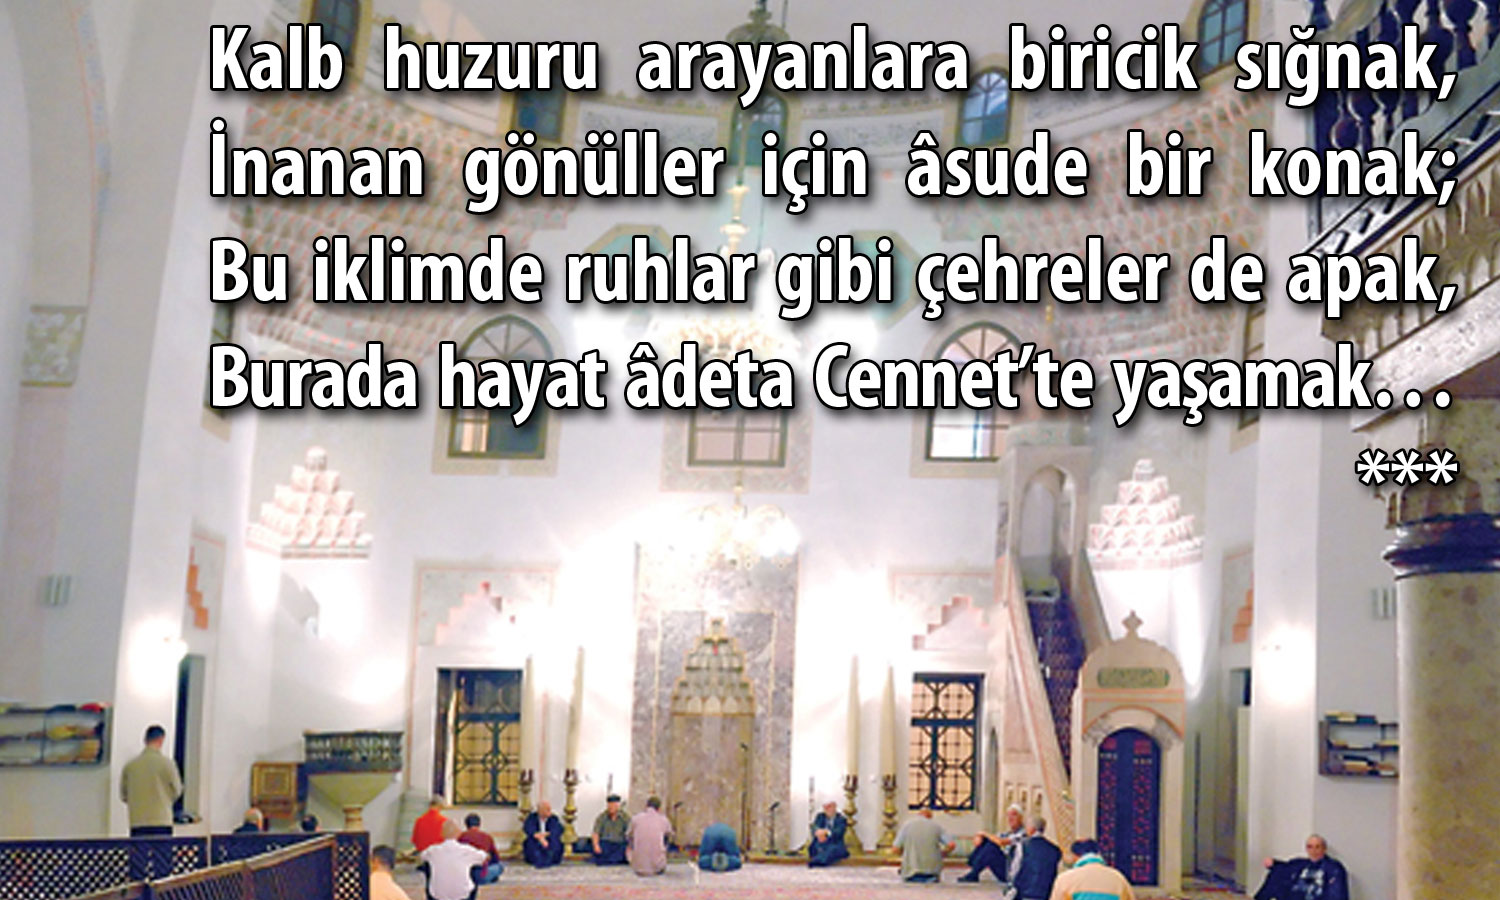 Kalb huzuru arayanlara biricik sığnak,
İnanan gönüller için âsude bir konak;
Bu iklimde ruhlar gibi çehreler de apak,
Burada hayat âdeta Cennet’te yaşamak…
***